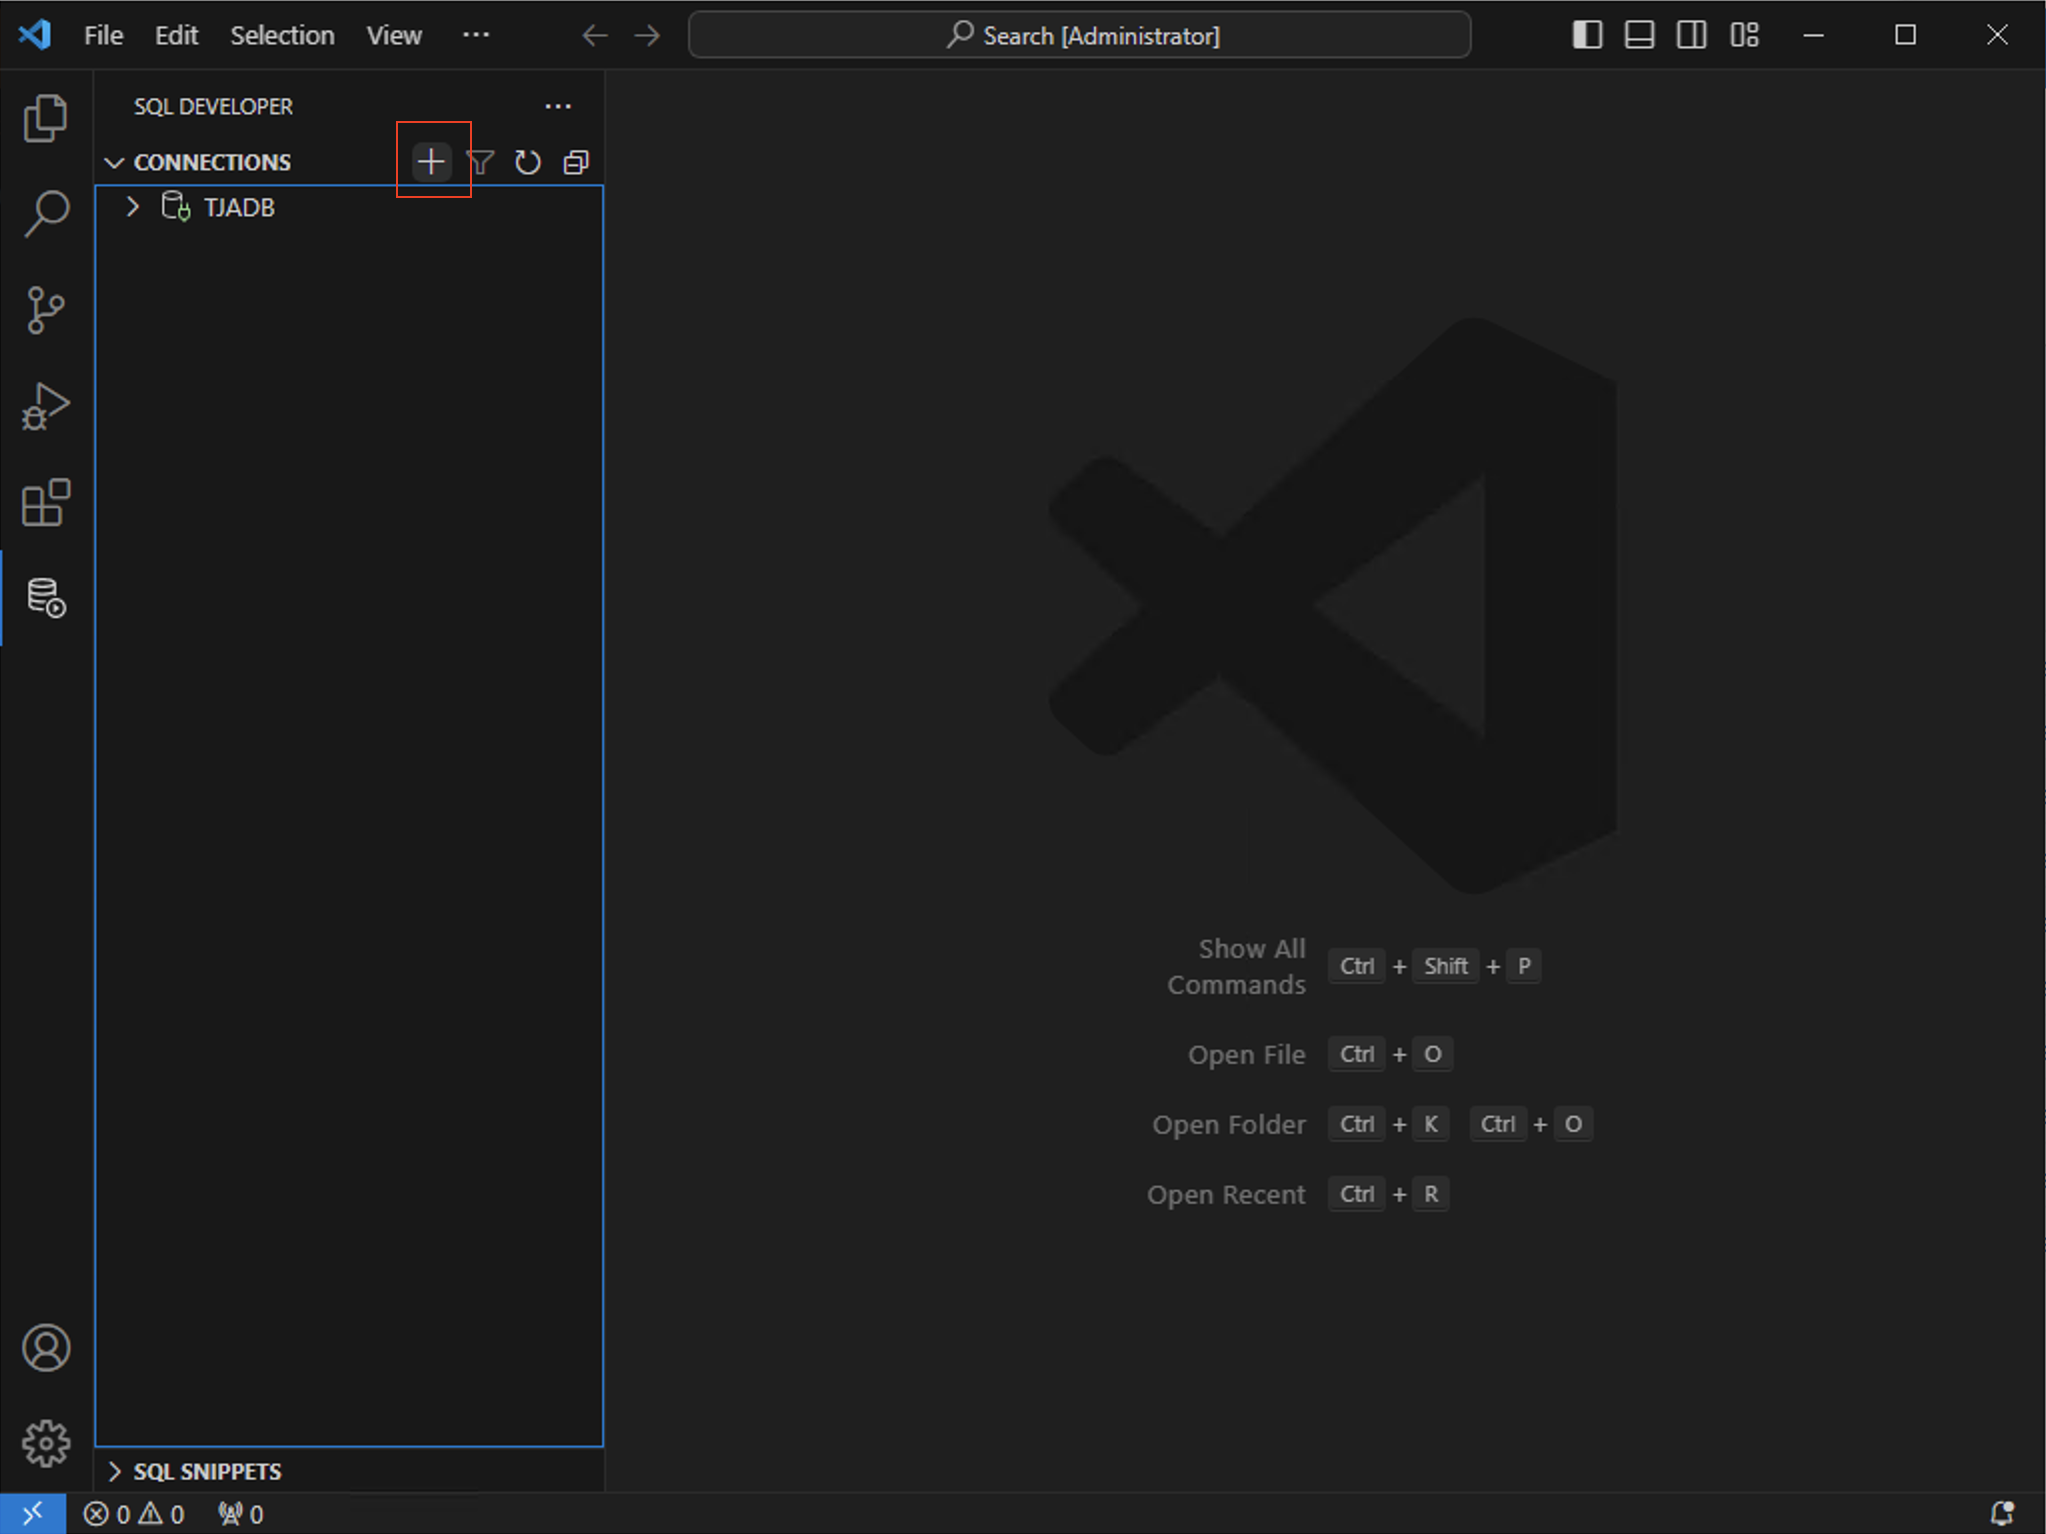 File Edit Selection View ··· Search [Administrator]
SQL DEVELOPER ···
CONNECTIONS
TJADB
Show All
Commands Ctrl + Shift + P
Open File Ctrl + O
Open Folder Ctrl + K Ctrl + O
Open Recent Ctrl + R
SQL SNIPPETS
0 0 0